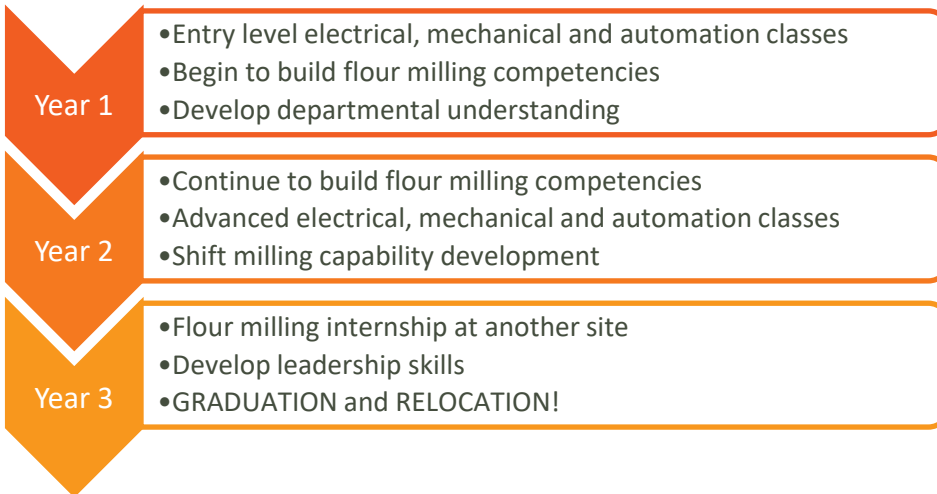 Year 1
•Entry level electrical, mechanical and automation classes
•Begin to build flour milling competencies
•Develop departmental understanding
Year 2
•Continue to build flour milling competencies
•Advanced electrical, mechanical and automation classes
•Shift milling capability development
Year 3
•Flour milling internship at another site
•Develop leadership skills
•GRADUATION and RELOCATION!